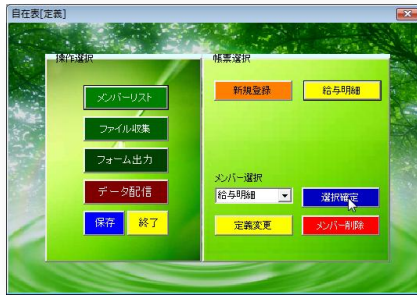 自在表[定義]
操作選択
メンバーリスト
ファイル収集
フォーム出力
データ配信
保存
終了
帳票選択
新規登録
給与明細
メンバー選択
給与明細
選択確定
定義変更
メンバー削除